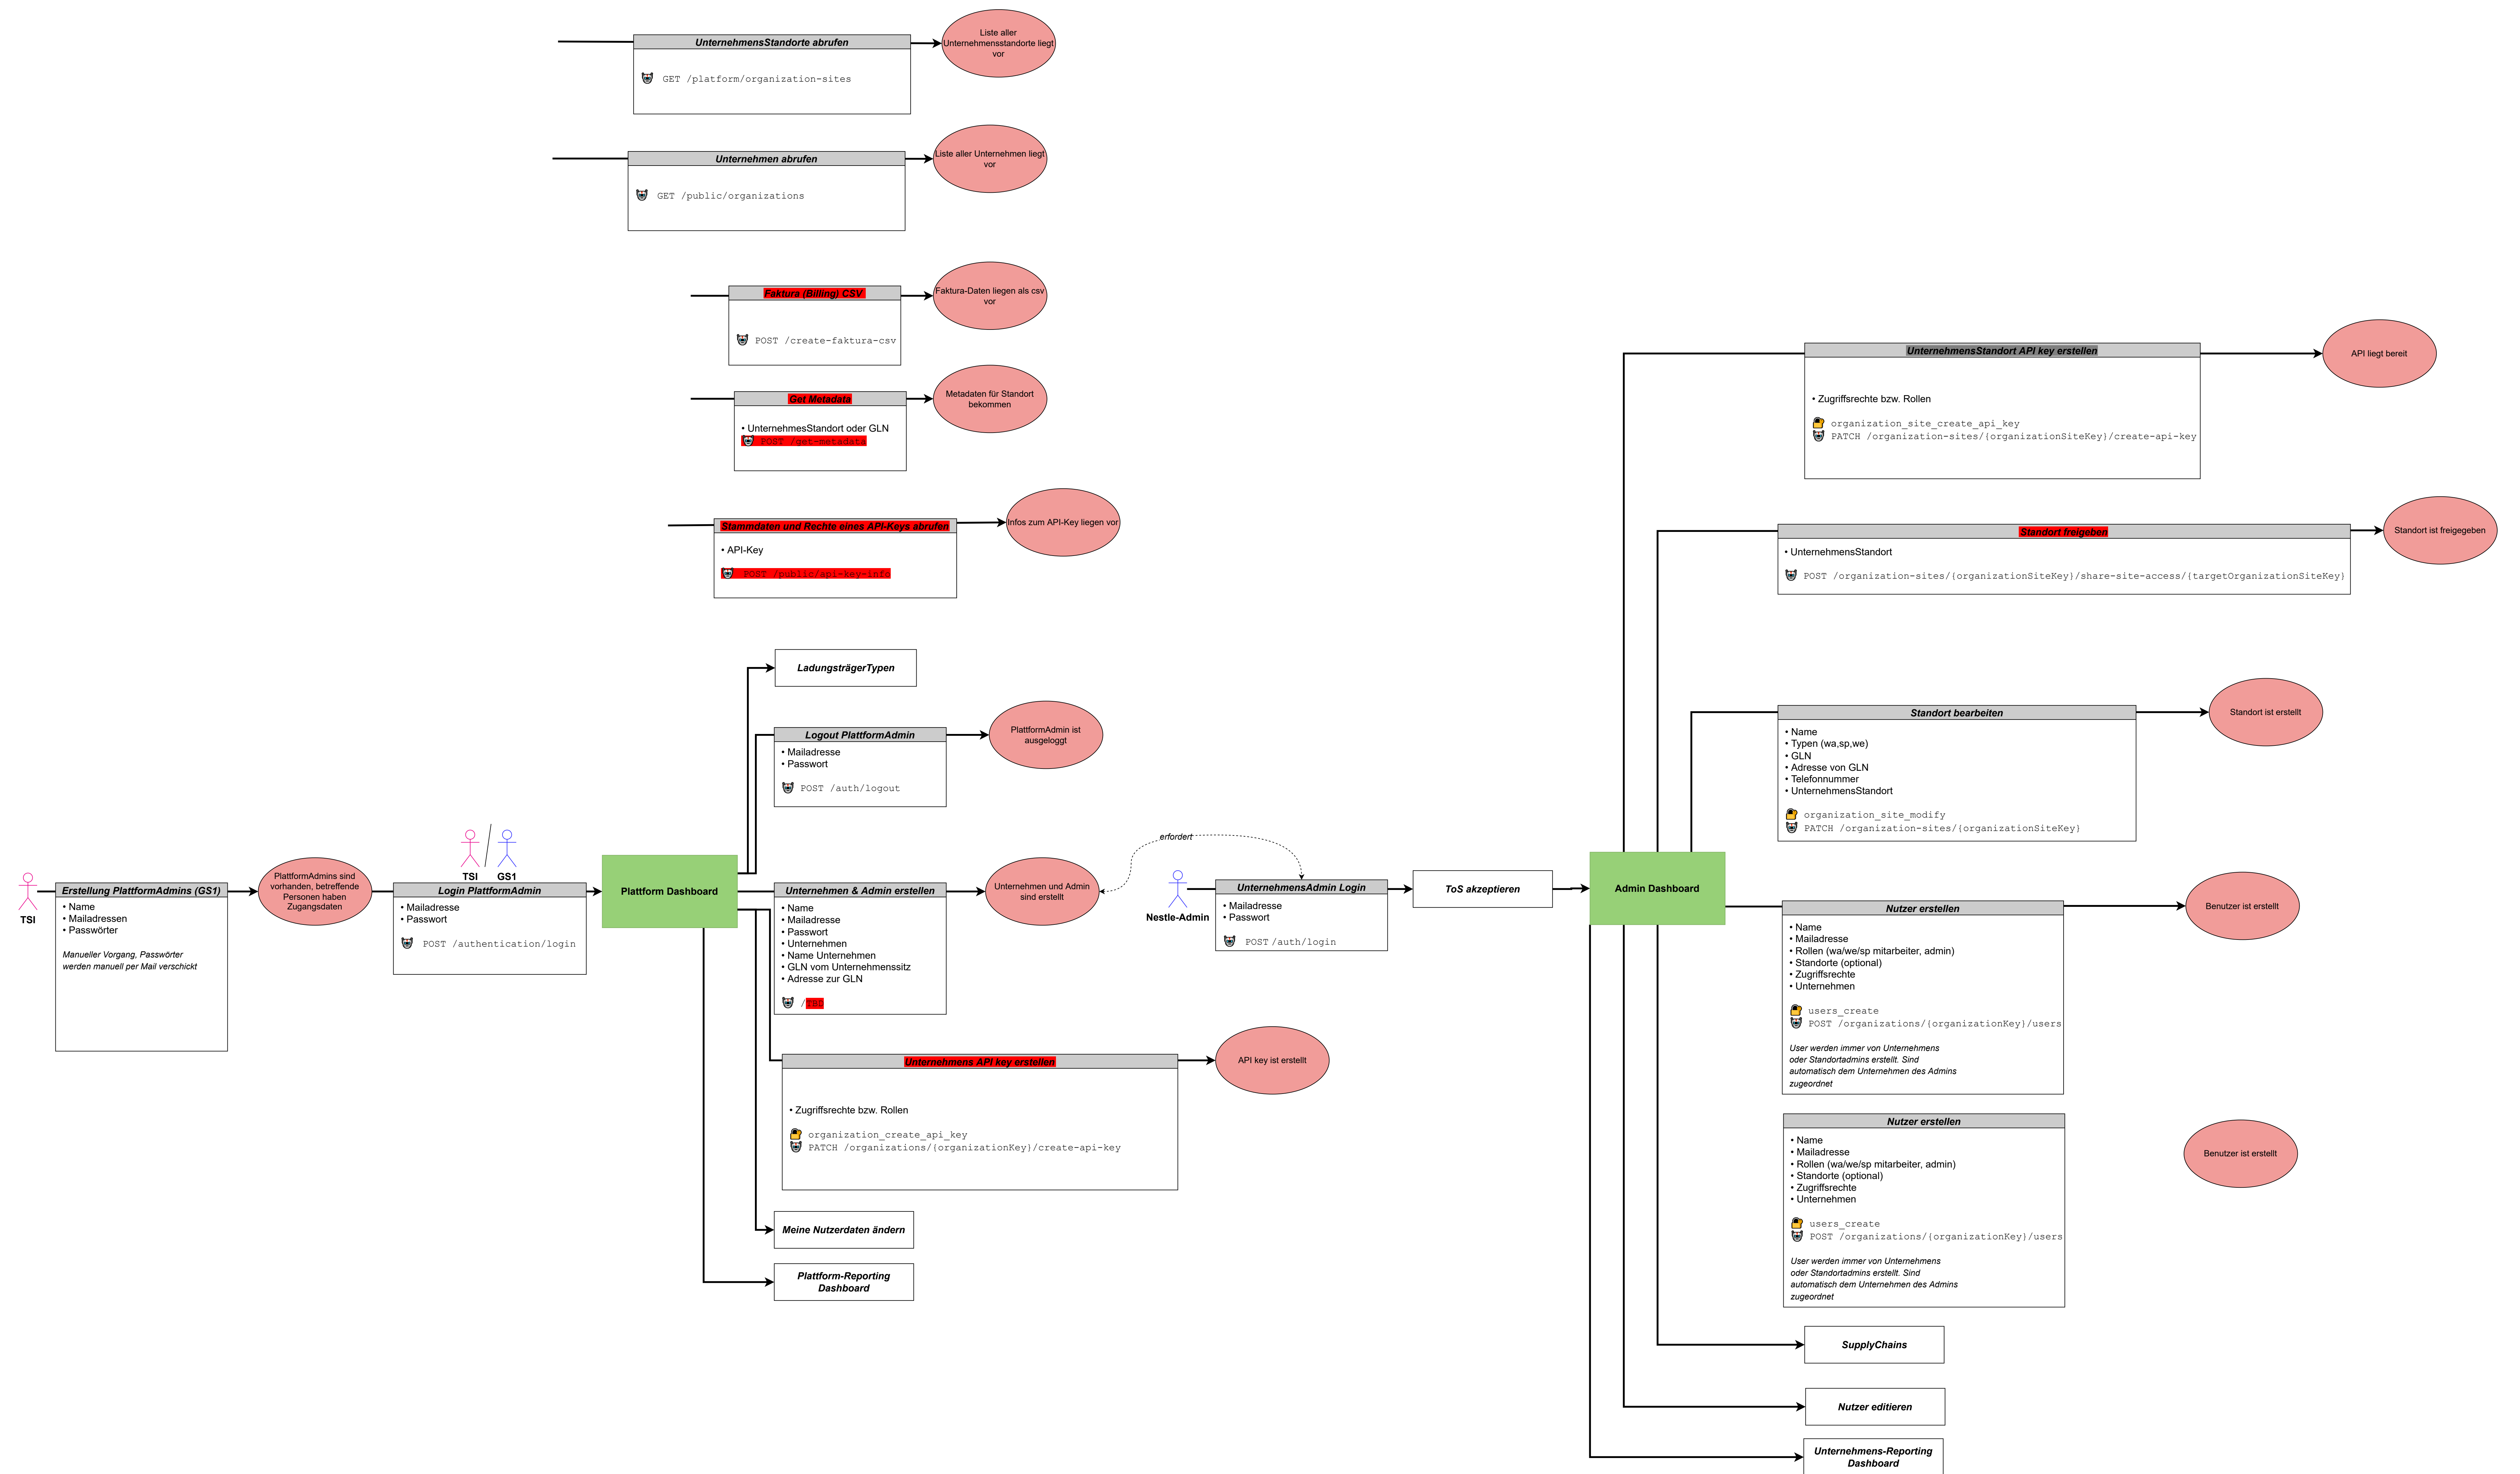 UnternehmensStandorte abrufen
GET /platform/organization-sites
Liste aller
Unternehmensstandorte liegt
vor
Unternehmen abrufen
GET /public/organizations
Liste aller Unternehmen liegt
vor
Faktura (Billing) CSV
POST /create-faktura-csv
Faktura-Daten liegen als csv
vor
Get Metadata
• UnternehmesStandort oder GLN
POST /get-metadata
Metadaten für Standort
bekommen
Stammdaten und Rechte eines API-Keys abrufen
• API-Key
POST /public/api-key-info
Infos zum API-Key liegen vor
LadungsträgerTypen
Logout PlattformAdmin
• Mailadresse
• Passwort
POST /auth/logout
PlattformAdmin ist
ausgeloggt
TSI
Erstellung PlattformAdmins (GS1)
• Name
• Mailadressen
• Passwörter
Manueller Vorgang, Passwörter
werden manuell per Mail verschickt
PlattformAdmins sind
vorhanden, betreffende
Personen haben
Zugangsdaten
TSI
GS1
Login PlattformAdmin
• Mailadresse
• Passwort
POST /authentication/login
Plattform Dashboard
Unternehmen & Admin erstellen
• Name
• Mailadresse
• Passwort
• Unternehmen
• Name Unternehmen
• GLN vom Unternehmenssitz
• Adresse zur GLN
/TBD
Unternehmen und Admin
sind erstellt
erfordert
Unternehmens API key erstellen
• Zugriffsrechte bzw. Rollen
organization_create_api_key
PATCH /organizations/{organizationKey}/create-api-key
API key ist erstellt
Meine Nutzerdaten ändern
Plattform-Reporting
Dashboard
Nestle-Admin
UnternehmensAdmin Login
• Mailadresse
• Passwort
POST /auth/login
ToS akzeptieren
Admin Dashboard
UnternehmensStandort API key erstellen
• Zugriffsrechte bzw. Rollen
organization_site_create_api_key
PATCH /organization-sites/{organizationSiteKey}/create-api-key
API liegt bereit
Standort freigeben
• UnternehmensStandort
POST /organization-sites/{organizationSiteKey}/share-site-access/{targetOrganizationSiteKey}
Standort ist freigegeben
Standort bearbeiten
• Name
• Typen (wa,sp,we)
• GLN
• Adresse von GLN
• Telefonnummer
• UnternehmensStandort
organization_site_modify
PATCH /organization-sites/{organizationSiteKey}
Standort ist erstellt
Nutzer erstellen
• Name
• Mailadresse
• Rollen (wa/we/sp mitarbeiter, admin)
• Standorte (optional)
• Zugriffsrechte
• Unternehmen
users_create
POST /organizations/{organizationKey}/users
User werden immer von Unternehmens
oder Standortadmins erstellt. Sind
automatisch dem Unternehmen des Admins
zugeordnet
Benutzer ist erstellt
Nutzer erstellen
• Name
• Mailadresse
• Rollen (wa/we/sp mitarbeiter, admin)
• Standorte (optional)
• Zugriffsrechte
• Unternehmen
users_create
POST /organizations/{organizationKey}/users
User werden immer von Unternehmens
oder Standortadmins erstellt. Sind
automatisch dem Unternehmen des Admins
zugeordnet
Benutzer ist erstellt
SupplyChains
Nutzer editieren
Unternehmens-Reporting
Dashboard